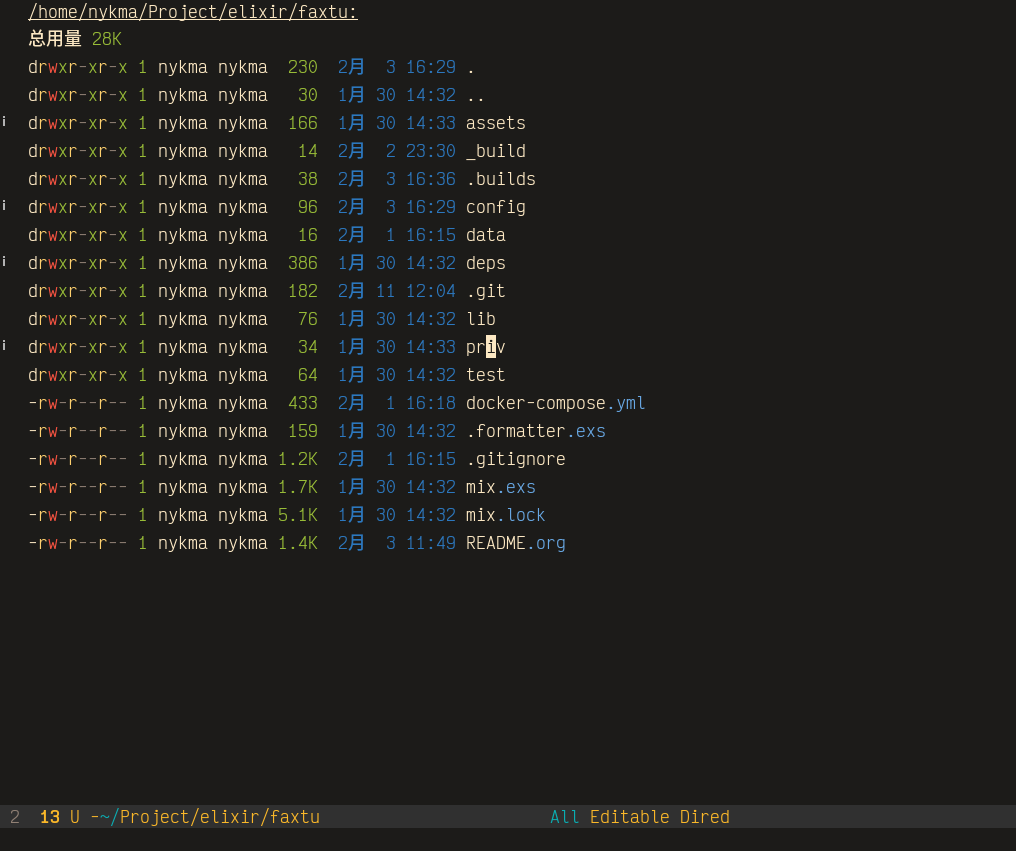 /home/nykma/Project/elixir/faxtu:
总用量 28K
drwxr-xr-x 1 nykma nykma  230  2月  3 16:29 .
drwxr-xr-x 1 nykma nykma   30  1月 30 14:32 ..
i drwxr-xr-x 1 nykma nykma  166  1月 30 14:33 assets
drwxr-xr-x 1 nykma nykma   14  2月  2 23:30 _build
drwxr-xr-x 1 nykma nykma   38  2月  3 16:36 .builds
i drwxr-xr-x 1 nykma nykma   96  2月  3 16:29 config
drwxr-xr-x 1 nykma nykma   16  2月  1 16:15 data
i drwxr-xr-x 1 nykma nykma  386  1月 30 14:32 deps
drwxr-xr-x 1 nykma nykma  182  2月 11 12:04 .git
drwxr-xr-x 1 nykma nykma   76  1月 30 14:32 lib
i drwxr-xr-x 1 nykma nykma   34  1月 30 14:33 priv
drwxr-xr-x 1 nykma nykma   64  1月 30 14:32 test
-rw-r--r-- 1 nykma nykma  433  2月  1 16:18 docker-compose.yml
-rw-r--r-- 1 nykma nykma  159  1月 30 14:32 .formatter.exs
-rw-r--r-- 1 nykma nykma 1.2K  2月  1 16:15 .gitignore
-rw-r--r-- 1 nykma nykma 1.7K  1月 30 14:32 mix.exs
-rw-r--r-- 1 nykma nykma 5.1K  1月 30 14:32 mix.lock
-rw-r--r-- 1 nykma nykma 1.4K  2月  3 11:49 README.org
2  13 U -~/Project/elixir/faxtu All Editable Dired